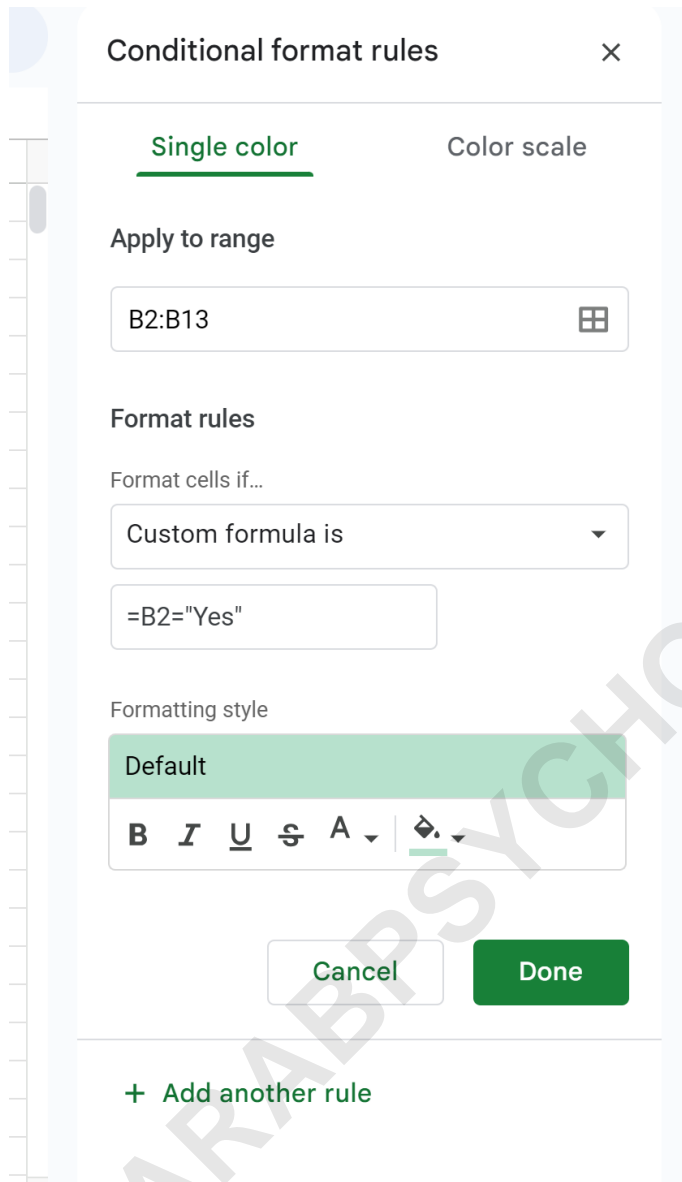 Conditional format rules
Single color
Color scale
Apply to range
B2:B13
Format rules
Format cells if…
Custom formula is
=B2="Yes"
Formatting style
Default
B I U S A
Cancel
Done
+ Add another rule
ARABPSYCHO